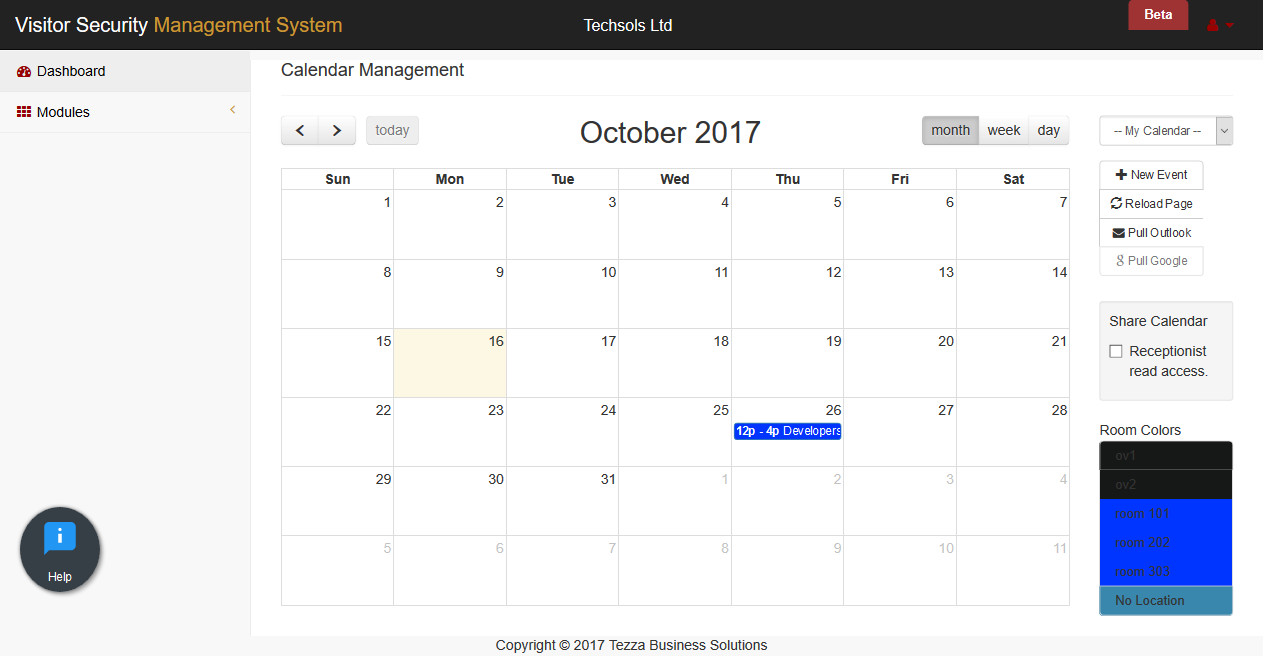 Visitor Security Management System
Techsols Ltd
Beta
Dashboard
Modules
Calendar Management
today
October 2017
month week day
-- My Calendar --
New Event
Reload Page
Pull Outlook
Pull Google
Sun Mon Tue Wed Thu Fri Sat
1 2 3 4 5 6 7
8 9 10 11 12 13 14
15 16 17 18 19 20 21
22 23 24 25 26 27 28
12p - 4p Developers
29 30 31 1 2 3 4
5 6 7 8 9 10 11
Share Calendar
Receptionist
read access.
Room Colors
ov1
ov2
room 101
room 202
room 303
No Location
Help
Copyright © 2017 Tezza Business Solutions